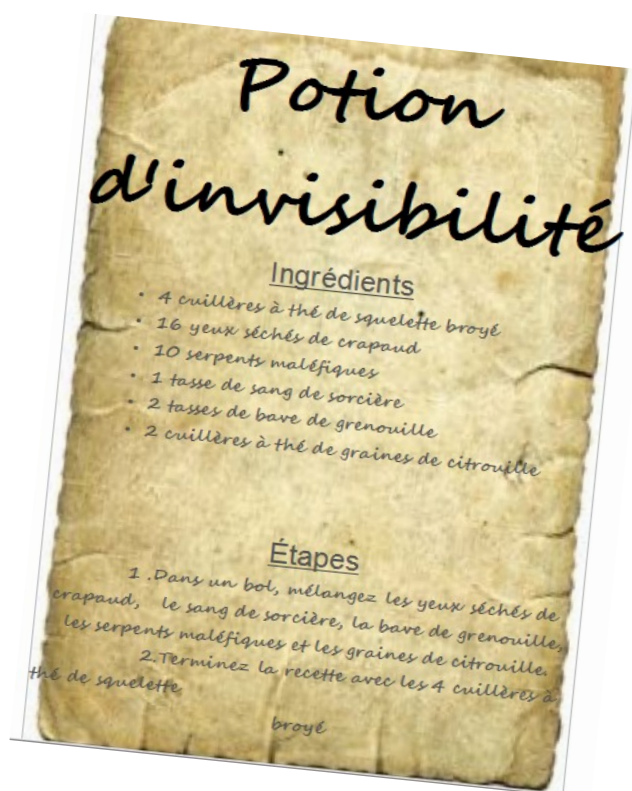 Potion
d'invisibilité
Ingrédients
• 4 cuillères à thé de squelette broyé
• 16 yeux séchés de crapaud
• 10 serpents maléfiques
• 1 tasse de sang de sorcière
• 2 tasses de bave de grenouille
• 2 cuillères à thé de graines de citrouille
Étapes
1 .Dans un bol, mélangez les yeux séchés de
crapaud, le sang de sorcière, la bave de grenouille,
les serpents maléfiques et les graines de citrouille.
2.Terminez la recette avec les 4 cuillères à
thé de squelette
broyé